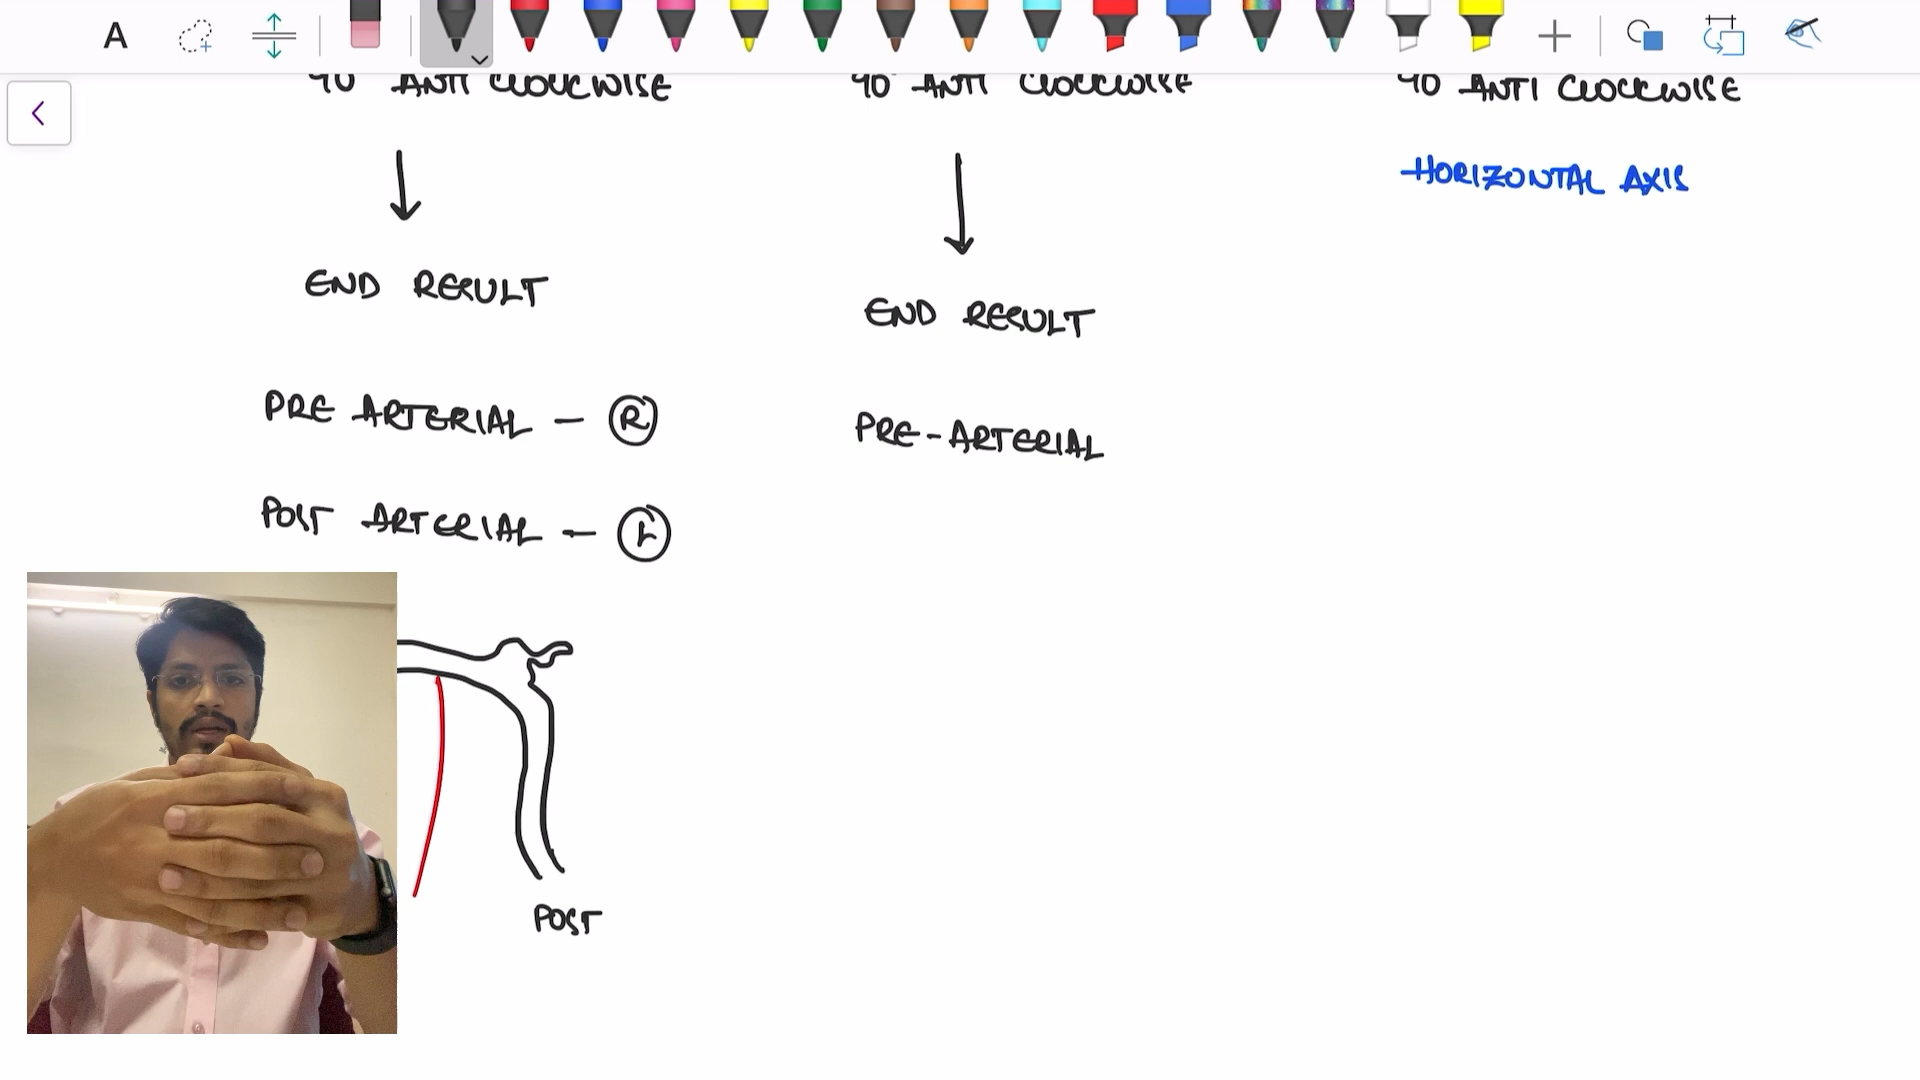 A
90° ANTI CLOCKWISE
90° ANTI CLOCKWISE
90 ANTI CLOCKWISE
HORIZONTAL AXIS
END RESULT
END RESULT
PRE ARTERIAL - R
PRE-ARTERIAL
POST ARTERIAL - L
POST